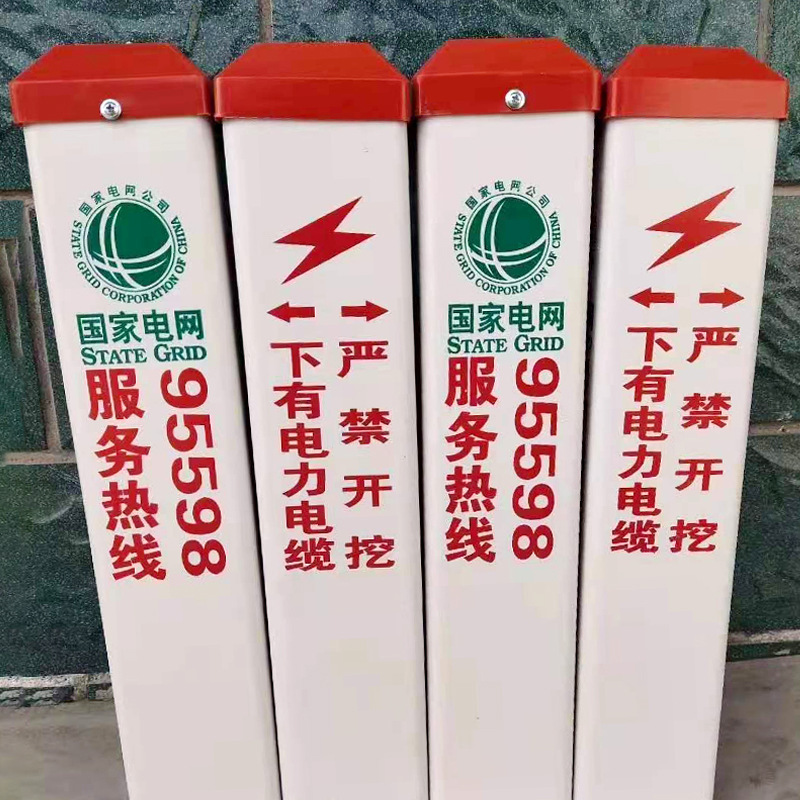 国家电网公司
STATE GRID CORPORATION OF CHINA
国家电网
STATE GRID
服务热线
95598
严禁开挖
下有电力电缆
国家电网公司
STATE GRID CORPORATION OF CHINA
国家电网
STATE GRID
服务热线
95598
严禁开挖
下有电力电缆